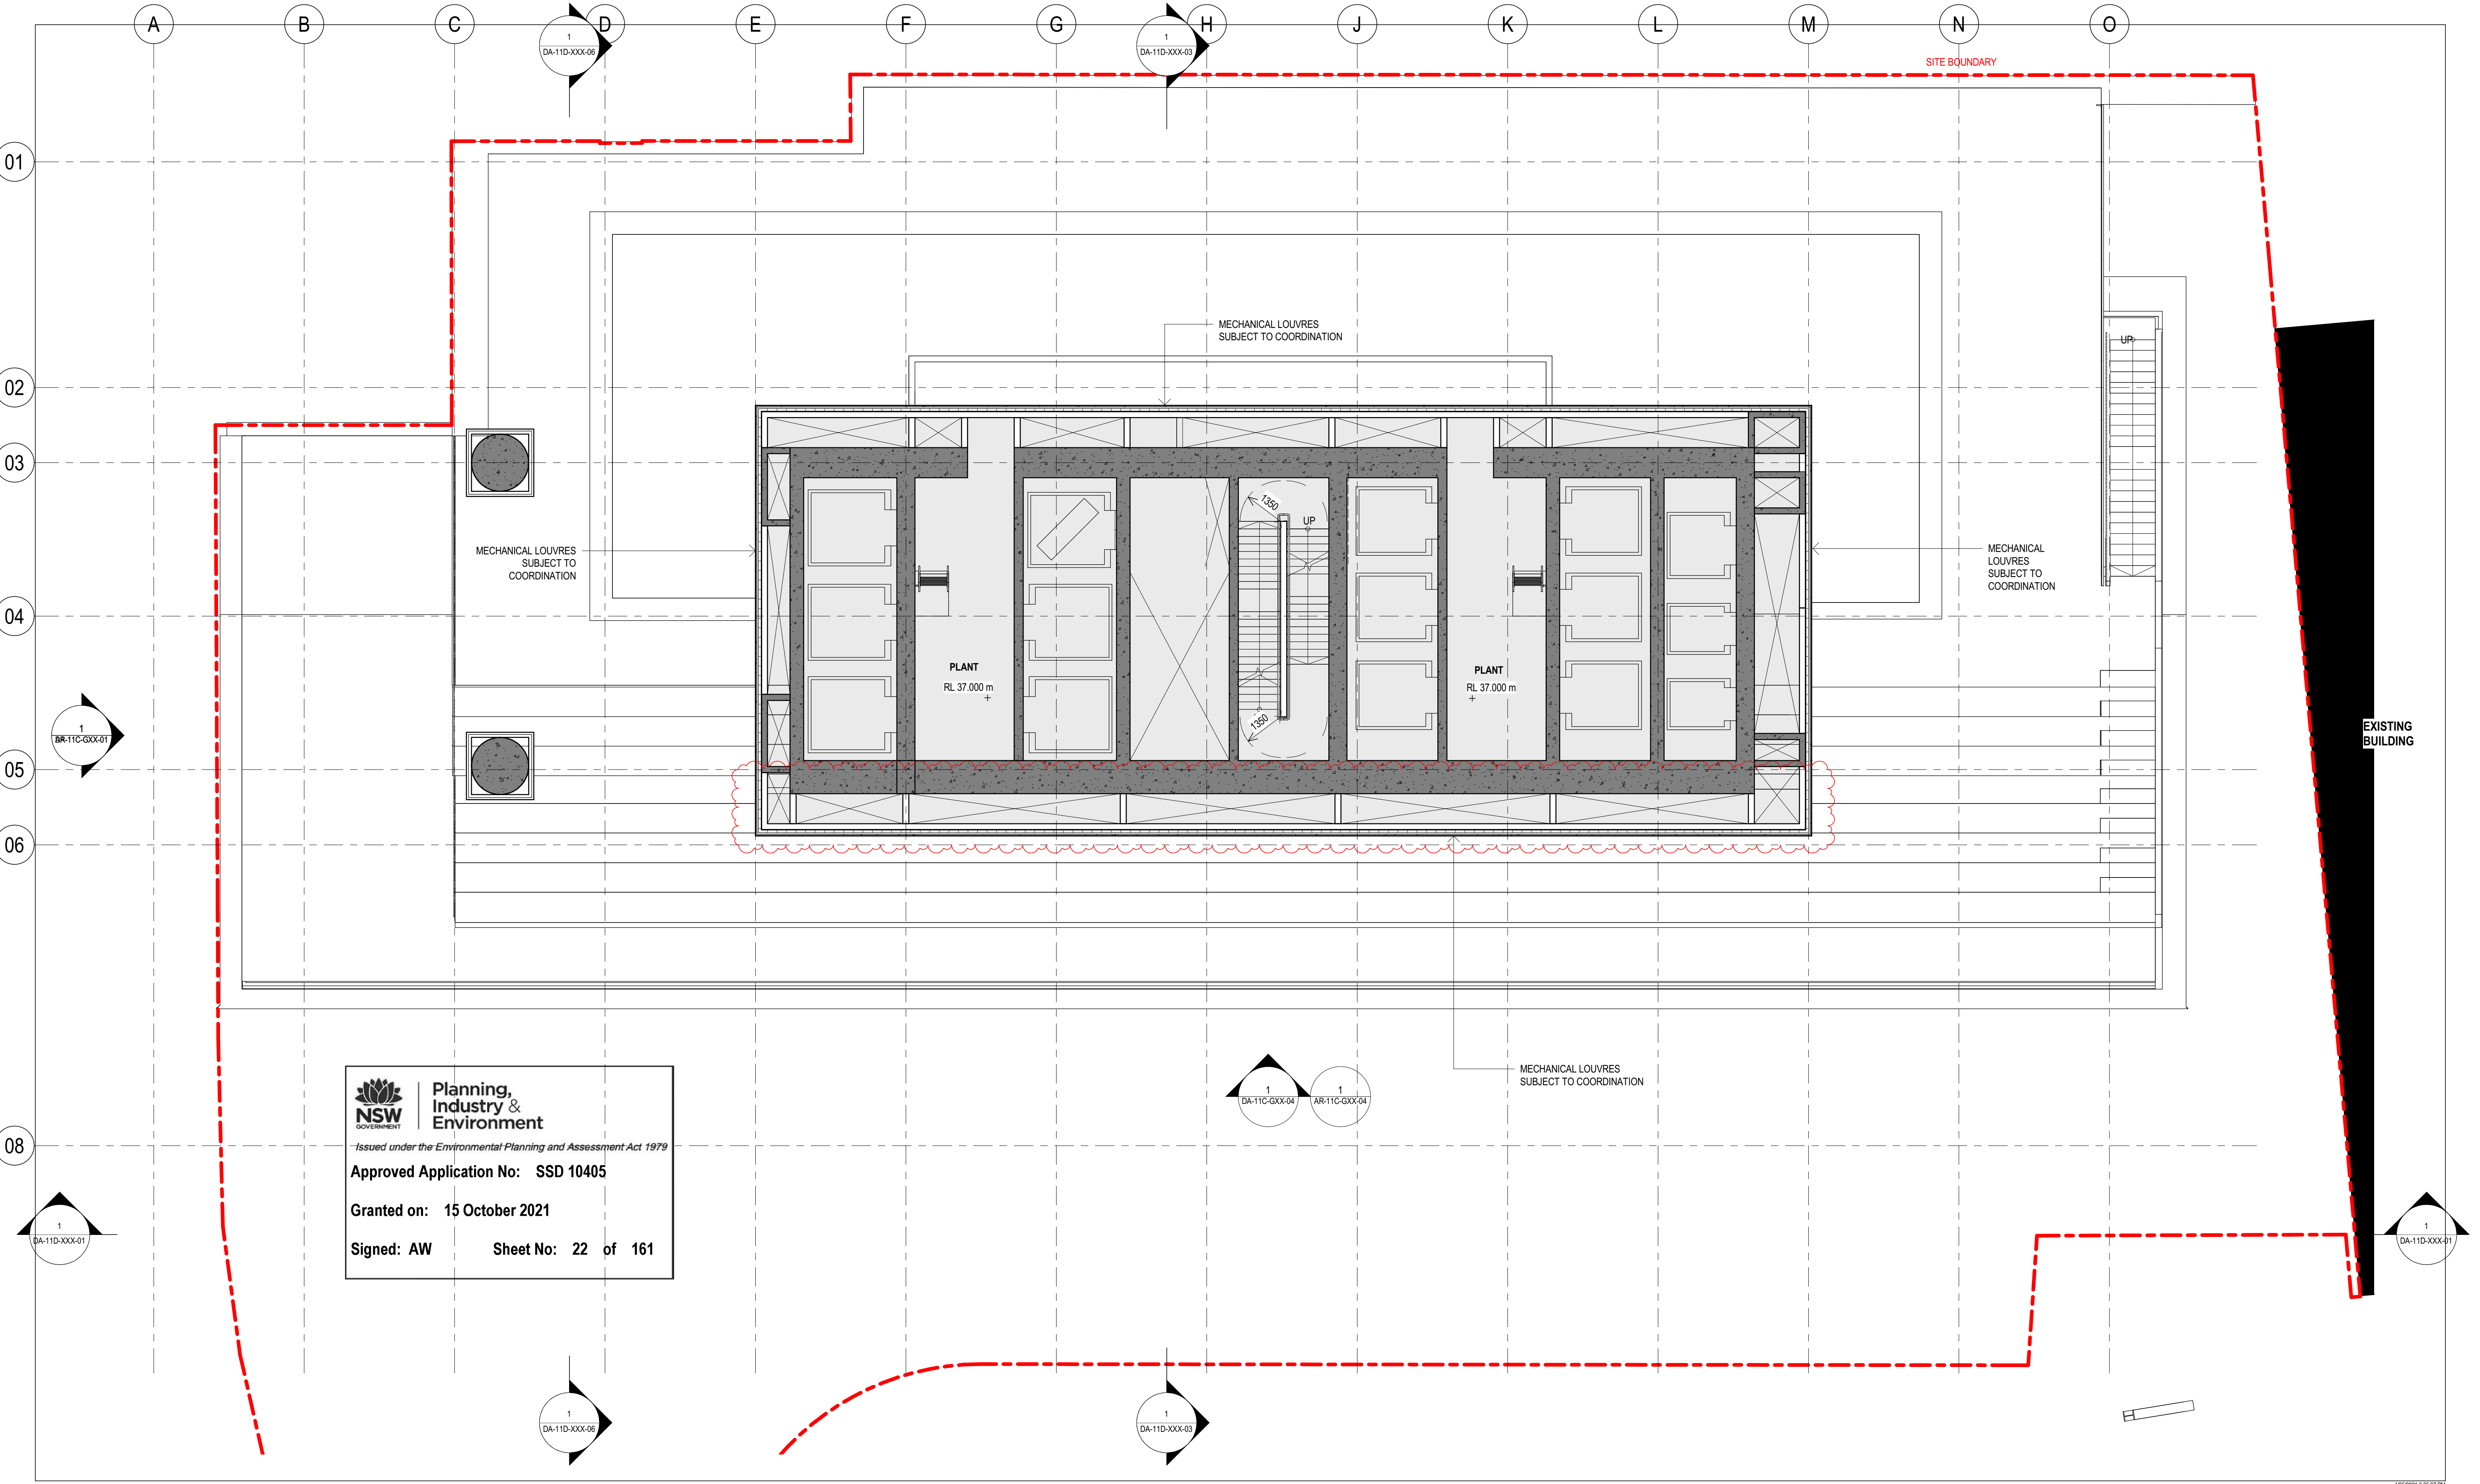 A B C D E F G H J K L M N O
1
DA-11D-XXX-06
1
DA-11D-XXX-03
SITE BOUNDARY
01
MECHANICAL LOUVRES
SUBJECT TO COORDINATION
UP
02
03
1350
UP
MECHANICAL LOUVRES
SUBJECT TO
COORDINATION
MECHANICAL
LOUVRES
SUBJECT TO
COORDINATION
04
PLANT
RL 37.000 m
PLANT
RL 37.000 m
1350
1
-11C-GXX-01
EXISTING
BUILDING
05
06
MECHANICAL LOUVRES
SUBJECT TO COORDINATION
1
DA-11C-GXX-04
1
AR-11C-GXX-04
NSW
GOVERNMENT
Planning,
Industry &
Environment
Issued under the Environmental Planning and Assessment Act 1979
Approved Application No: SSD 10405
Granted on: 15 October 2021
Signed: AW Sheet No: 22 of 161
08
1
DA-11D-XXX-01
1
DA-11D-XXX-01
1
DA-11D-XXX-06
1
DA-11D-XXX-03